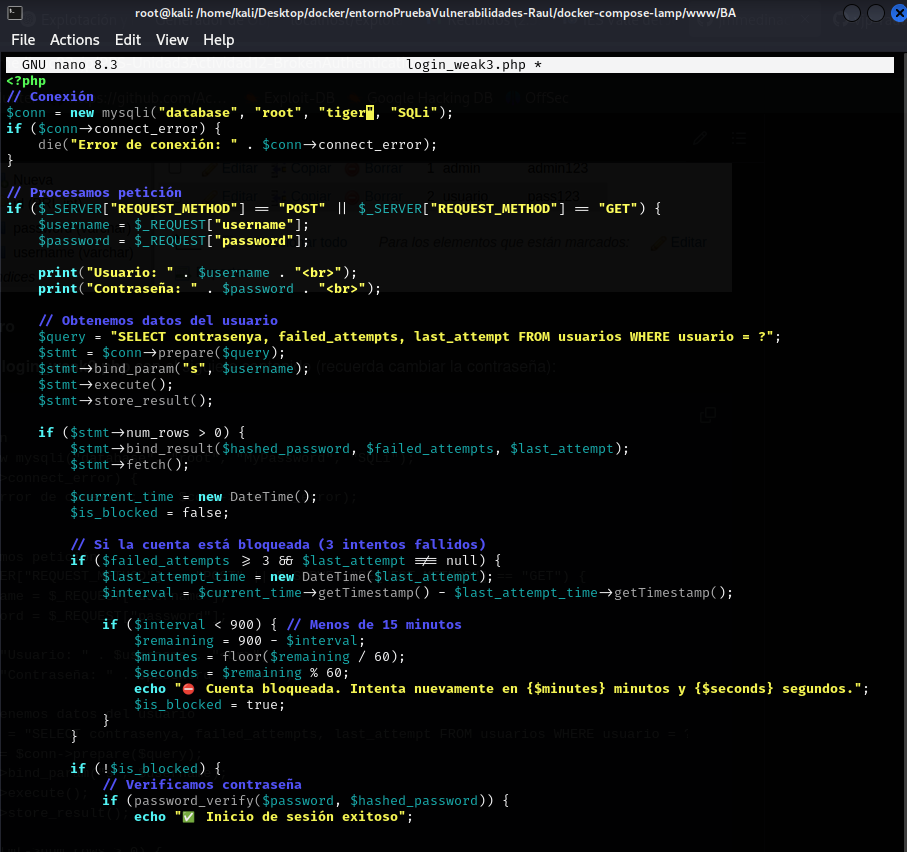 root@kali: /home/kali/Desktop/docker/entornoPruebaVulnerabilidades-Raul/docker-compose-lamp/www/BA
File Actions Edit View Help
GNU nano 8.3 login_weak3.php *
<?php
// Conexión
$conn = new mysqli("database", "root", "tiger", "SQLi");
if ($conn->connect_error) {
    die("Error de conexión: " . $conn->connect_error);
}

// Procesamos petición
if ($_SERVER["REQUEST_METHOD"] == "POST" || $_SERVER["REQUEST_METHOD"] == "GET") {
    $username = $_REQUEST["username"];
    $password = $_REQUEST["password"];

    print("Usuario: " . $username . "<br>");
    print("Contraseña: " . $password . "<br>");

    // Obtenemos datos del usuario
    $query = "SELECT contrasenya, failed_attempts, last_attempt FROM usuarios WHERE usuario = ?";
    $stmt = $conn->prepare($query);
    $stmt->bind_param("s", $username);
    $stmt->execute();
    $stmt->store_result();

    if ($stmt->num_rows > 0) {
        $stmt->bind_result($hashed_password, $failed_attempts, $last_attempt);
        $stmt->fetch();

        $current_time = new DateTime();
        $is_blocked = false;

        // Si la cuenta está bloqueada (3 intentos fallidos)
        if ($failed_attempts >= 3 && $last_attempt !== null) {
            $last_attempt_time = new DateTime($last_attempt);
            $interval = $current_time->getTimestamp() - $last_attempt_time->getTimestamp();

            if ($interval < 900) { // Menos de 15 minutos
                $remaining = 900 - $interval;
                $minutes = floor($remaining / 60);
                $seconds = $remaining % 60;
                echo "⛔ Cuenta bloqueada. Intenta nuevamente en {$minutes} minutos y {$seconds} segundos.";
                $is_blocked = true;
            }
        }

        if (!$is_blocked) {
            // Verificamos contraseña
            if (password_verify($password, $hashed_password)) {
                echo "✅ Inicio de sesión exitoso";